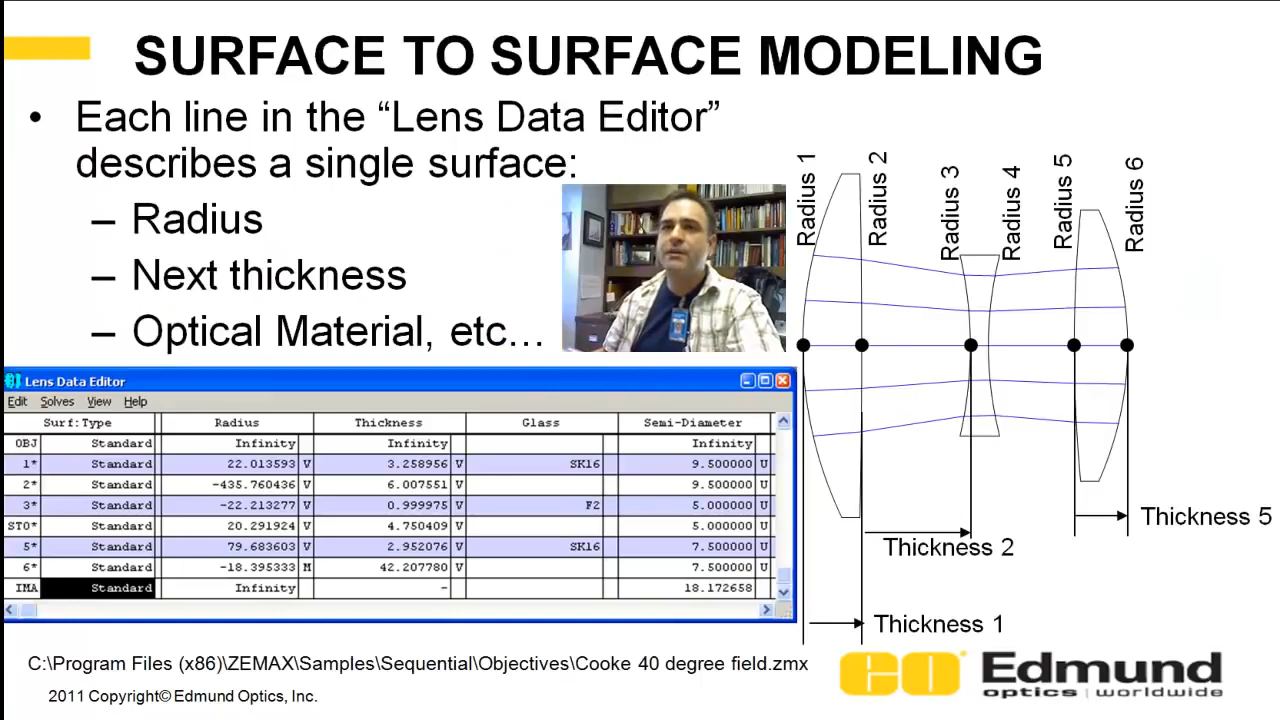 SURFACE TO SURFACE MODELING
• Each line in the “Lens Data Editor”
describes a single surface:
– Radius
– Next thickness
– Optical Material, etc…
Radius 1
Radius 2
Radius 3
Radius 4
Radius 5
Radius 6
Thickness 5
Thickness 2
Thickness 1
Lens Data Editor
Edit Solves View Help
Surf:Type Radius Thickness Glass Semi-Diameter
OBJ Standard Infinity Infinity Infinity
1* Standard 22.013593 V 3.258956 V SK16 9.500000 U
2* Standard -435.760436 V 6.007551 V 9.500000 U
3* Standard -22.213277 V 0.999975 V F2 5.000000 U
STO* Standard 20.291924 V 4.750409 V 5.000000 U
5* Standard 79.683603 V 2.952076 V SK16 7.500000 U
6* Standard -18.395333 M 42.207780 V 7.500000 U
IMA Standard Infinity - 18.172658
C:\Program Files (x86)\ZEMAX\Samples\Sequential\Objectives\Cooke 40 degree field.zmx
2011 Copyright© Edmund Optics, Inc.
EO Edmund
optics | worldwide